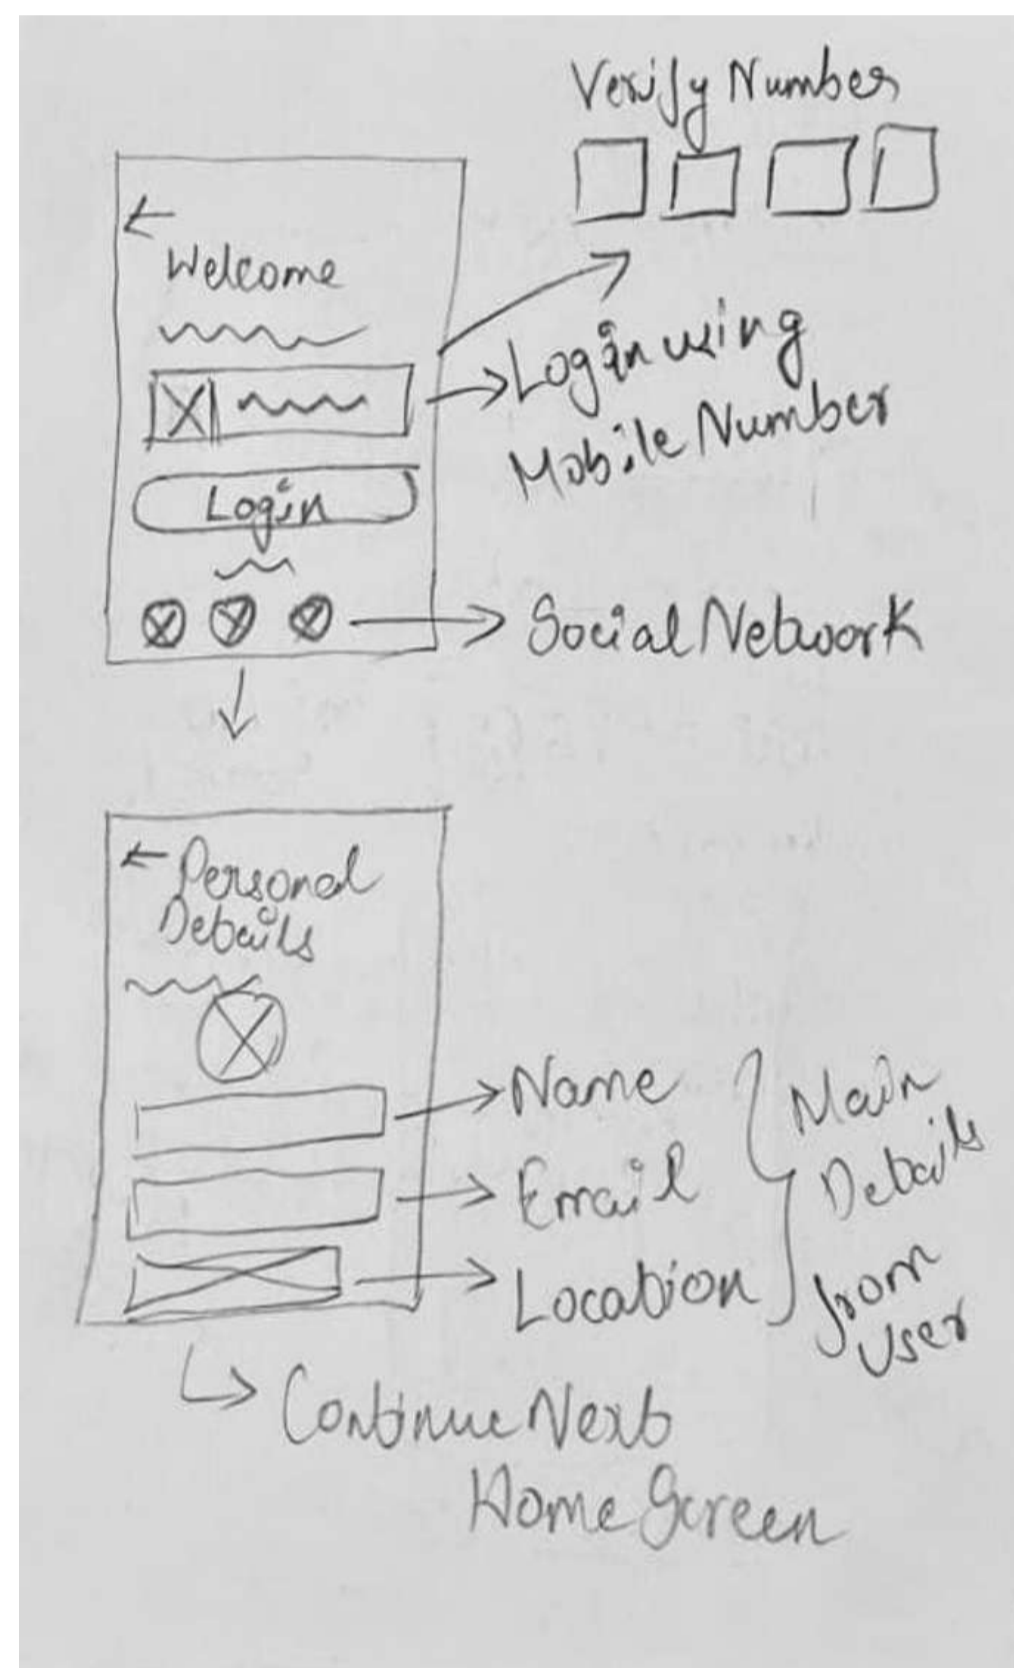 Verify Number
Welcome
Login using
Mobile Number
Login
Social Network
Personal
Details
Name
Email
Location
Main
Details
from
User
Continue Next
Home Screen